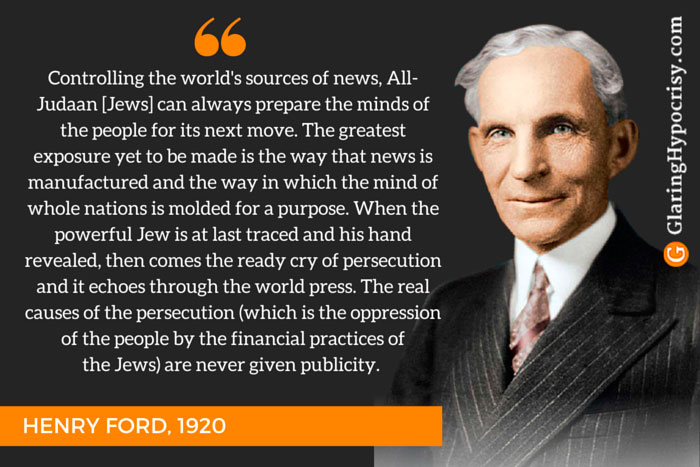 Controlling the world's sources of news, All-
Judaan [Jews] can always prepare the minds of
the people for its next move. The greatest
exposure yet to be made is the way that news is
manufactured and the way in which the mind of
whole nations is molded for a purpose. When the
powerful Jew is at last traced and his hand
revealed, then comes the ready cry of persecution
and it echoes through the world press. The real
causes of the persecution (which is the oppression
of the people by the financial practices of
the Jews) are never given publicity.
HENRY FORD, 1920
G GlaringHypocrisy.com